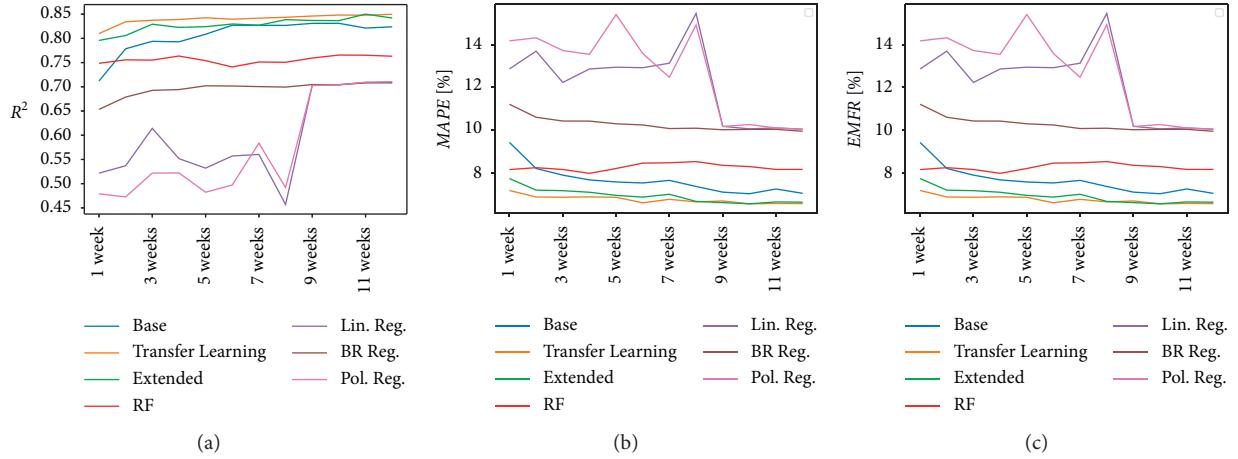 0.85
0.80
0.75
0.70
R²
0.65
0.60
0.55
0.50
0.45
1 week
3 weeks
5 weeks
7 weeks
9 weeks
11 weeks
Base
Transfer Learning
Extended
RF
Lin. Reg.
BR Reg.
Pol. Reg.
(a)
14
12
MAPE [%]
10
8
1 week
3 weeks
5 weeks
7 weeks
9 weeks
11 weeks
Base
Transfer Learning
Extended
RF
Lin. Reg.
BR Reg.
Pol. Reg.
(b)
14
12
EMFR [%]
10
8
1 week
3 weeks
5 weeks
7 weeks
9 weeks
11 weeks
Base
Transfer Learning
Extended
RF
Lin. Reg.
BR Reg.
Pol. Reg.
(c)